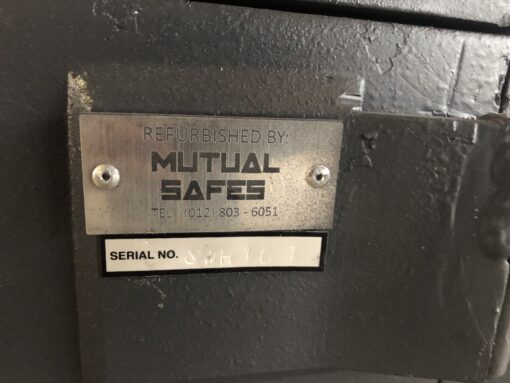 REFURBISHED BY:
MUTUAL
SAFES
TEL: (012) 803 - 6051
SERIAL NO.